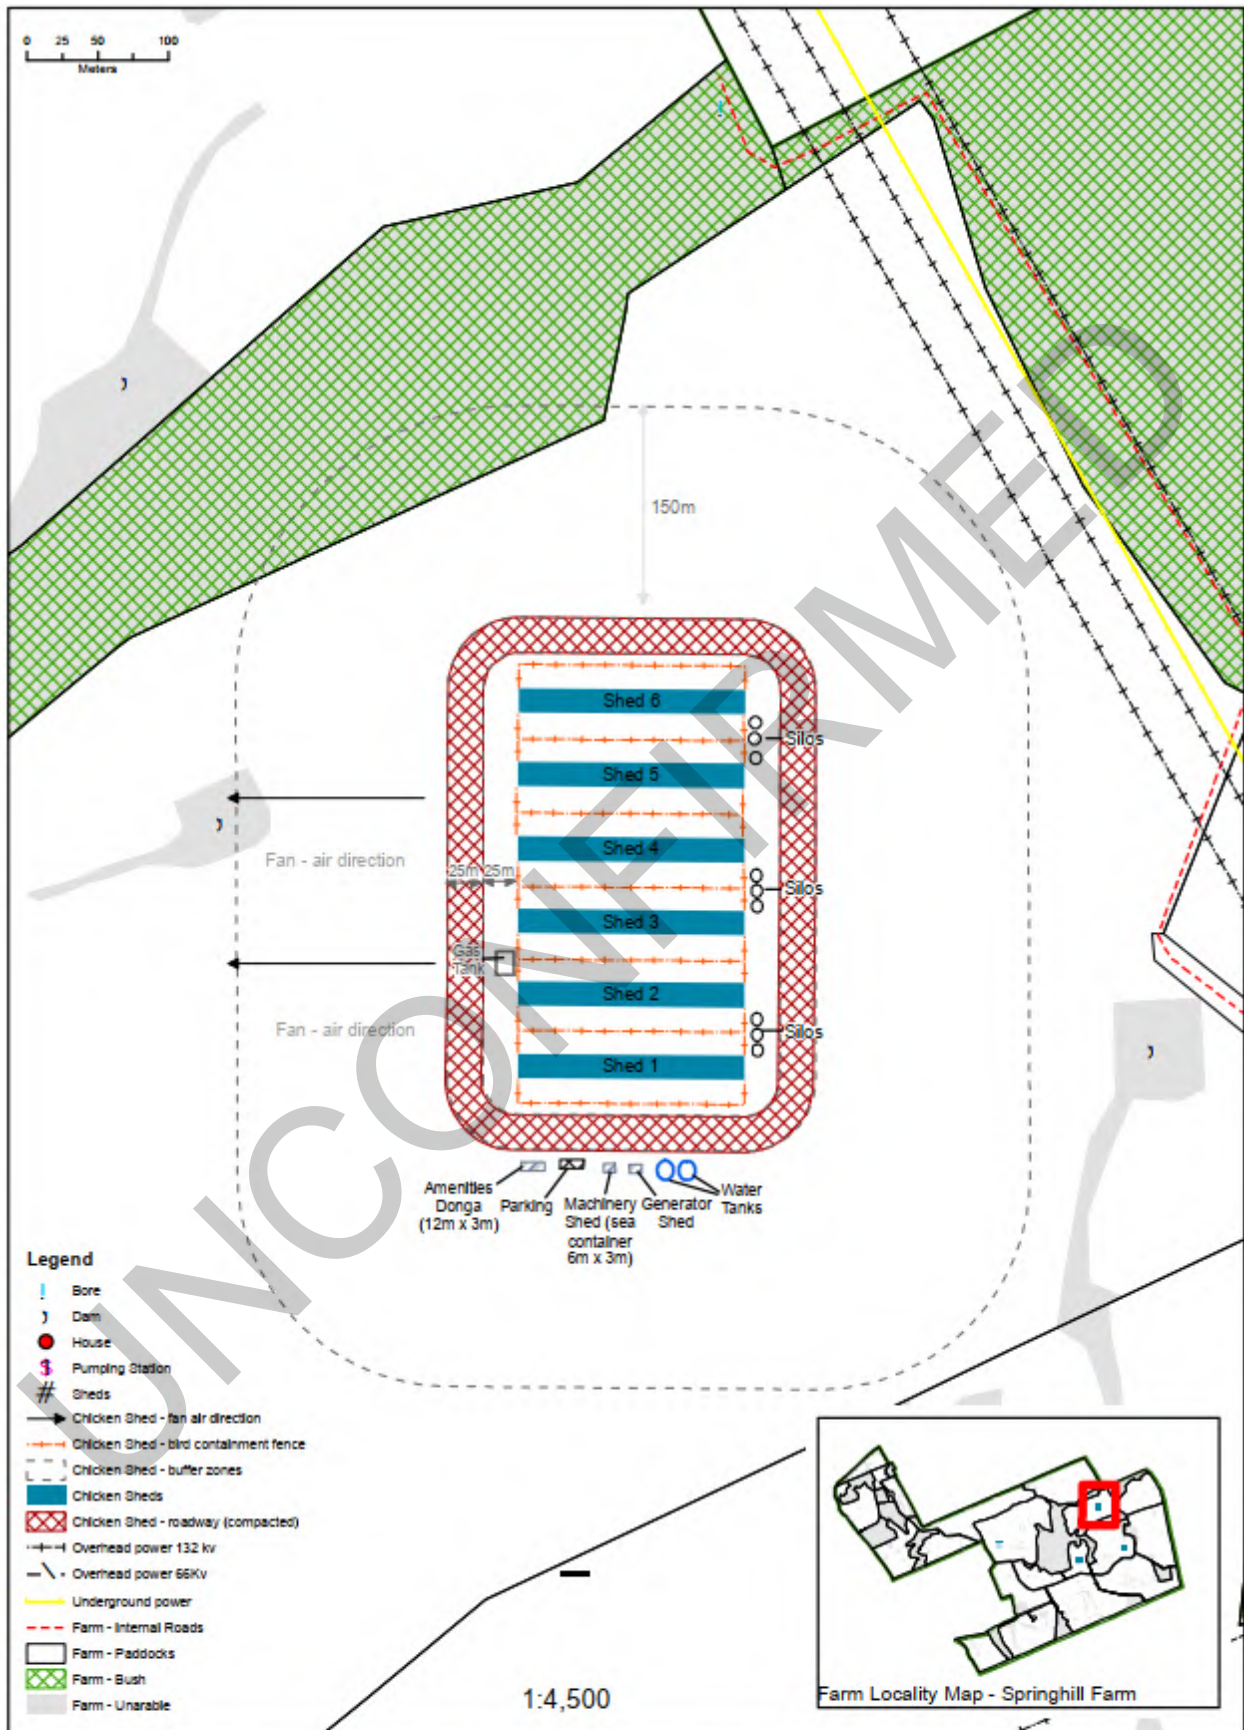 0 25 50 100
Meters
150m
Shed 6
Silos
Shed 5
Fan - air direction
Shed 4
25m 25m
Silos
Shed 3
Gas
Tank
Shed 2
Fan - air direction
Silos
Shed 1
Amenities
Donga
(12m x 3m)
Parking
Machinery
Shed (sea
container
6m x 3m)
Generator
Shed
Water
Tanks
UNCONFIRMED
Legend
Bore
Dam
House
Pumping Station
Sheds
Chicken Shed - fan air direction
Chicken Shed - bird containment fence
Chicken Shed - buffer zones
Chicken Sheds
Chicken Shed - roadway (compacted)
Overhead power 132 kv
Overhead power 66Kv
Underground power
Farm - Internal Roads
Farm - Paddocks
Farm - Bush
Farm - Unarable
1:4,500
Farm Locality Map - Springhill Farm